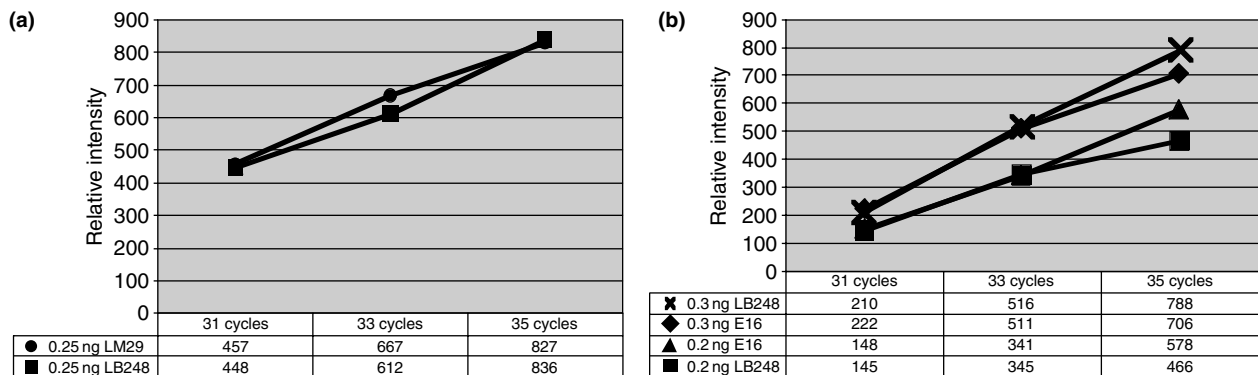 (a)
Relative intensity
900
800
700
600
500
400
300
200
100
0
31 cycles 33 cycles 35 cycles
0.25 ng LM29 457 667 827
0.25 ng LB248 448 612 836
(b)
Relative intensity
900
800
700
600
500
400
300
200
100
0
31 cycles 33 cycles 35 cycles
0.3 ng LB248 210 516 788
0.3 ng E16 222 511 706
0.2 ng E16 148 341 578
0.2 ng LB248 145 345 466